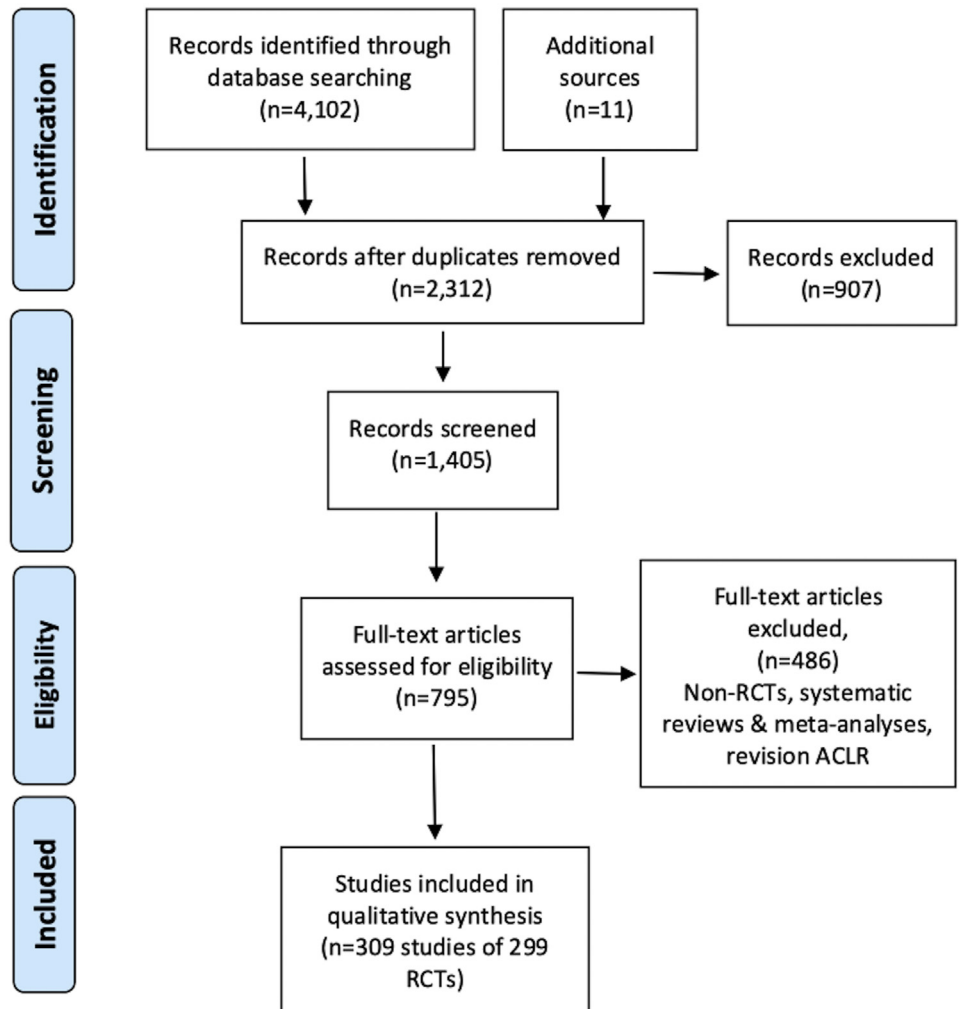 Identification
Records identified through
database searching
(n=4,102)
Additional
sources
(n=11)
Records after duplicates removed
(n=2,312)
Records excluded
(n=907)
Screening
Records screened
(n=1,405)
Eligibility
Full-text articles
assessed for eligibility
(n=795)
Full-text articles
excluded,
(n=486)
Non-RCTs, systematic
reviews & meta-analyses,
revision ACLR
Included
Studies included in
qualitative synthesis
(n=309 studies of 299
RCTs)